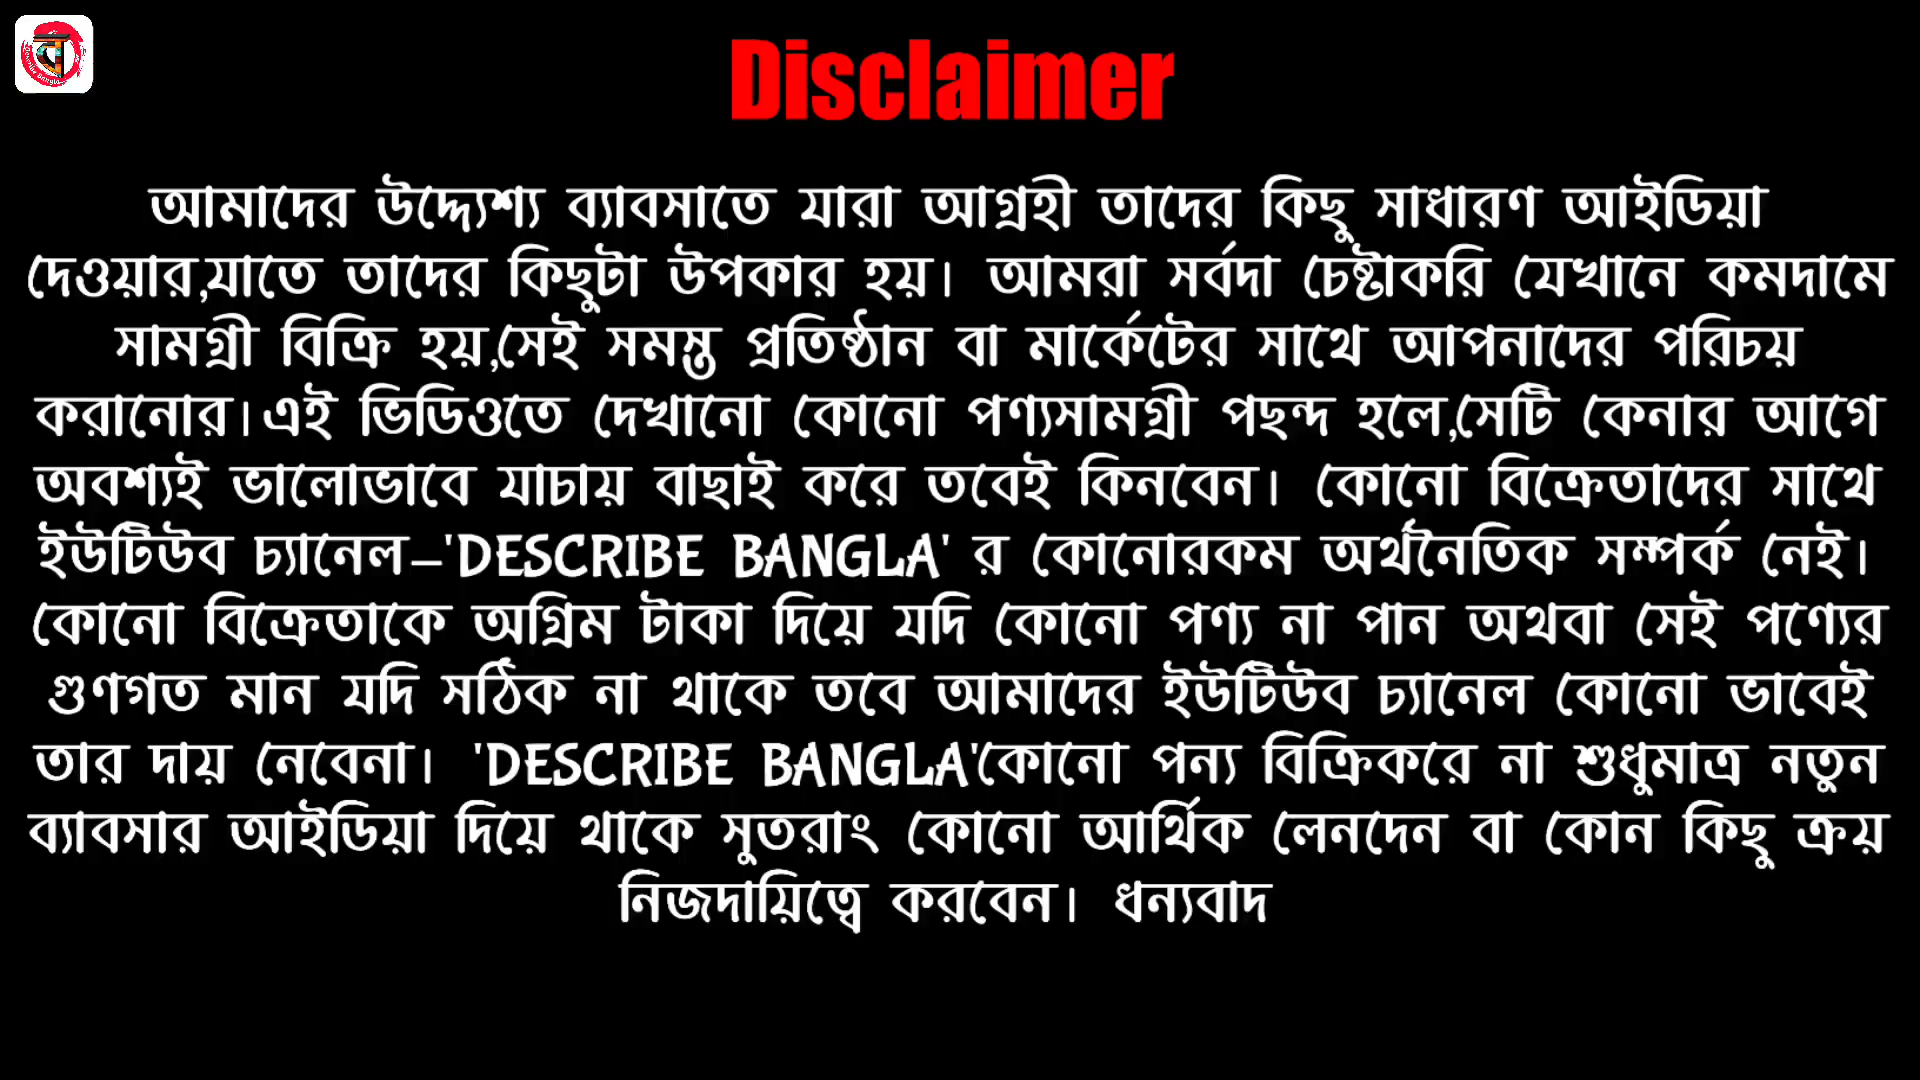 Disclaimer
আমাদের উদ্দ্যেশ্য ব্যাবসাতে যারা আগ্রহী তাদের কিছু সাধারণ আইডিয়া
দেওয়ার,যাতে তাদের কিছুটা উপকার হয়। আমরা সর্বদা চেষ্টাকরি যেখানে কমদামে
সামগ্রী বিক্রি হয়,সেই সমস্ত প্রতিষ্ঠান বা মার্কেটের সাথে আপনাদের পরিচয়
করানোর। এই ভিডিওতে দেখানো কোনো পণ্যসামগ্রী পছন্দ হলে,সেটি কেনার আগে
অবশ্যই ভালোভাবে যাচায় বাছাই করে তবেই কিনবেন। কোনো বিক্রেতাদের সাথে
ইউটিউব চ্যানেল–'DESCRIBE BANGLA' র কোনোরকম অর্থনৈতিক সম্পর্ক নেই।
কোনো বিক্রেতাকে অগ্রিম টাকা দিয়ে যদি কোনো পণ্য না পান অথবা সেই পণ্যের
গুণগত মান যদি সঠিক না থাকে তবে আমাদের ইউটিউব চ্যানেল কোনো ভাবেই
তার দায় নেবেনা। 'DESCRIBE BANGLA'কোনো পন্য বিক্রিকরে না শুধুমাত্র নতুন
ব্যাবসার আইডিয়া দিয়ে থাকে সুতরাং কোনো আর্থিক লেনদেন বা কোন কিছু ক্রয়
নিজদায়িত্বে করবেন। ধন্যবাদ